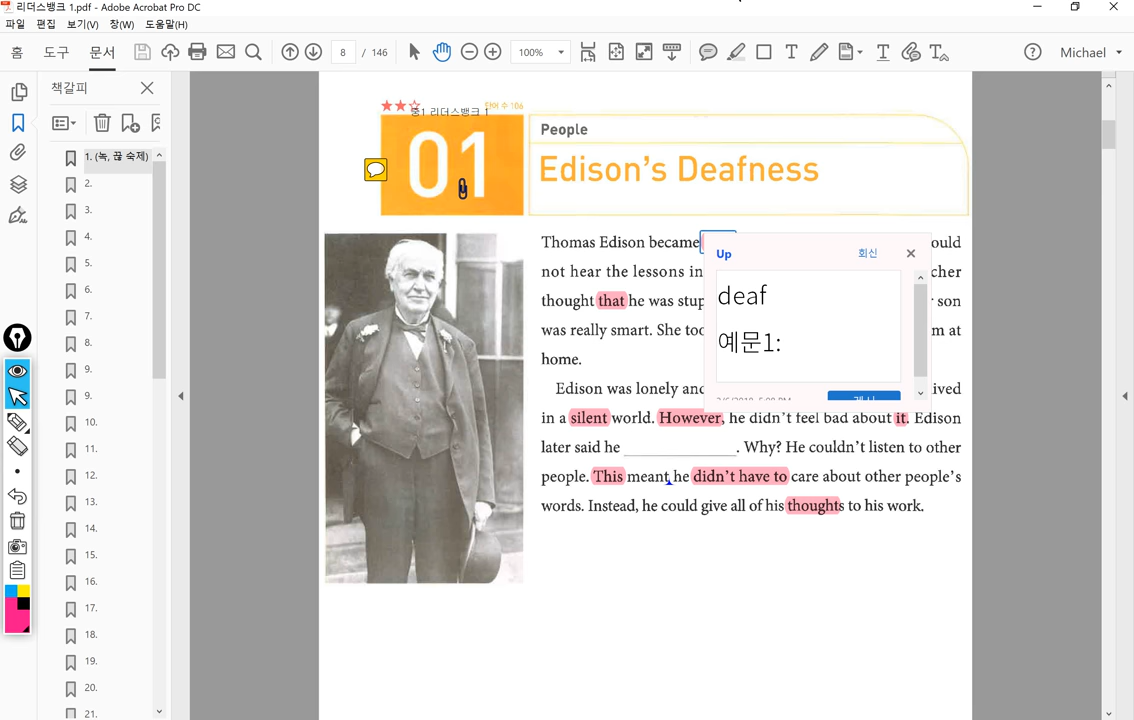 리더스뱅크 1.pdf - Adobe Acrobat Pro DC
파일 편집 보기(V) 창(W) 도움말(H)
홈 도구 문서 8 / 146 100% Michael
책갈피
1. (녹, 끊 숙제)
2.
3.
4.
5.
6.
7.
8.
9.
9.
10.
11.
12.
13.
14.
15.
16.
17.
18.
19.
20.
21.
단어 수 106
중1 리더스뱅크 1
01
People
Edison's Deafness
Thomas Edison became ould
not hear the lessons in cher
thought that he was stup son
was really smart. She too m at
home.
Edison was lonely and ived
in a silent world. However, he didn't feel bad about it. Edison
later said he ____________. Why? He couldn't listen to other
people. This meant he didn't have to care about other people's
words. Instead, he could give all of his thoughts to his work.
Up 회신
deaf
예문1: